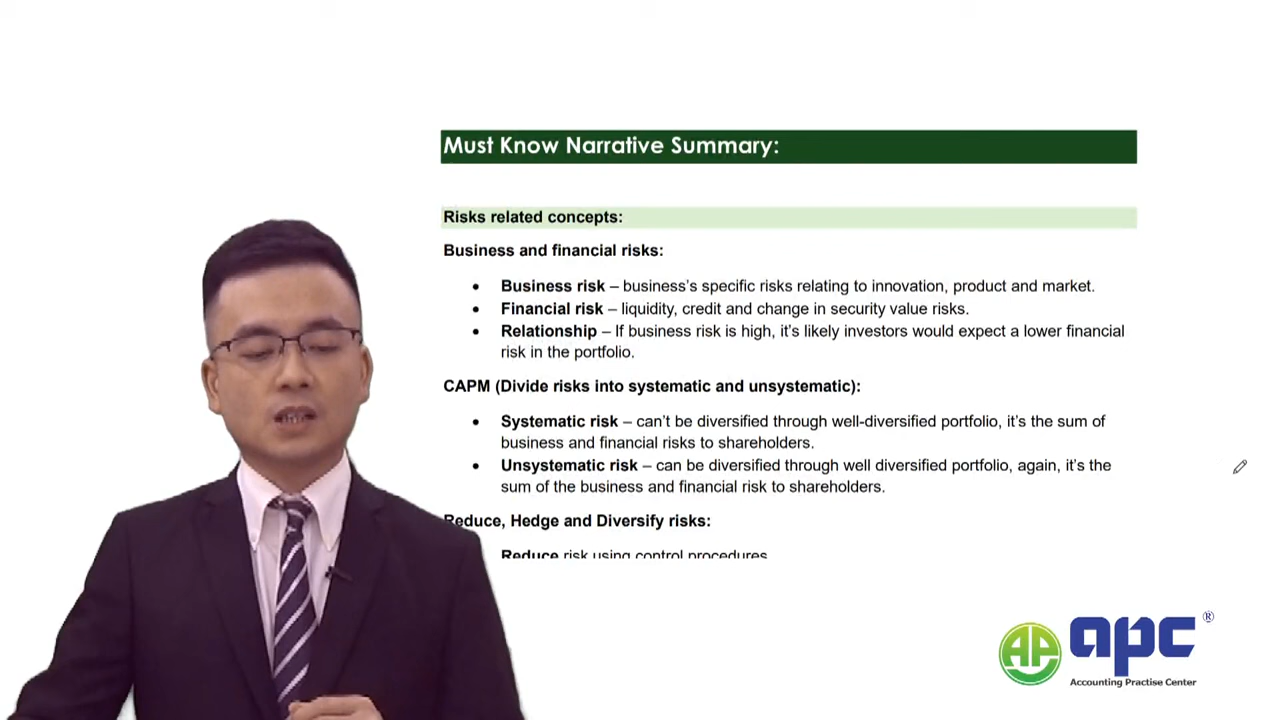 Must Know Narrative Summary:
Risks related concepts:
Business and financial risks:
• Business risk – business's specific risks relating to innovation, product and market.
• Financial risk – liquidity, credit and change in security value risks.
• Relationship – If business risk is high, it's likely investors would expect a lower financial
risk in the portfolio.
CAPM (Divide risks into systematic and unsystematic):
• Systematic risk – can't be diversified through well-diversified portfolio, it's the sum of
business and financial risks to shareholders.
• Unsystematic risk – can be diversified through well diversified portfolio, again, it's the
sum of the business and financial risk to shareholders.
Reduce, Hedge and Diversify risks:
Reduce risk using control procedures
AP
apc®
Accounting Practise Center